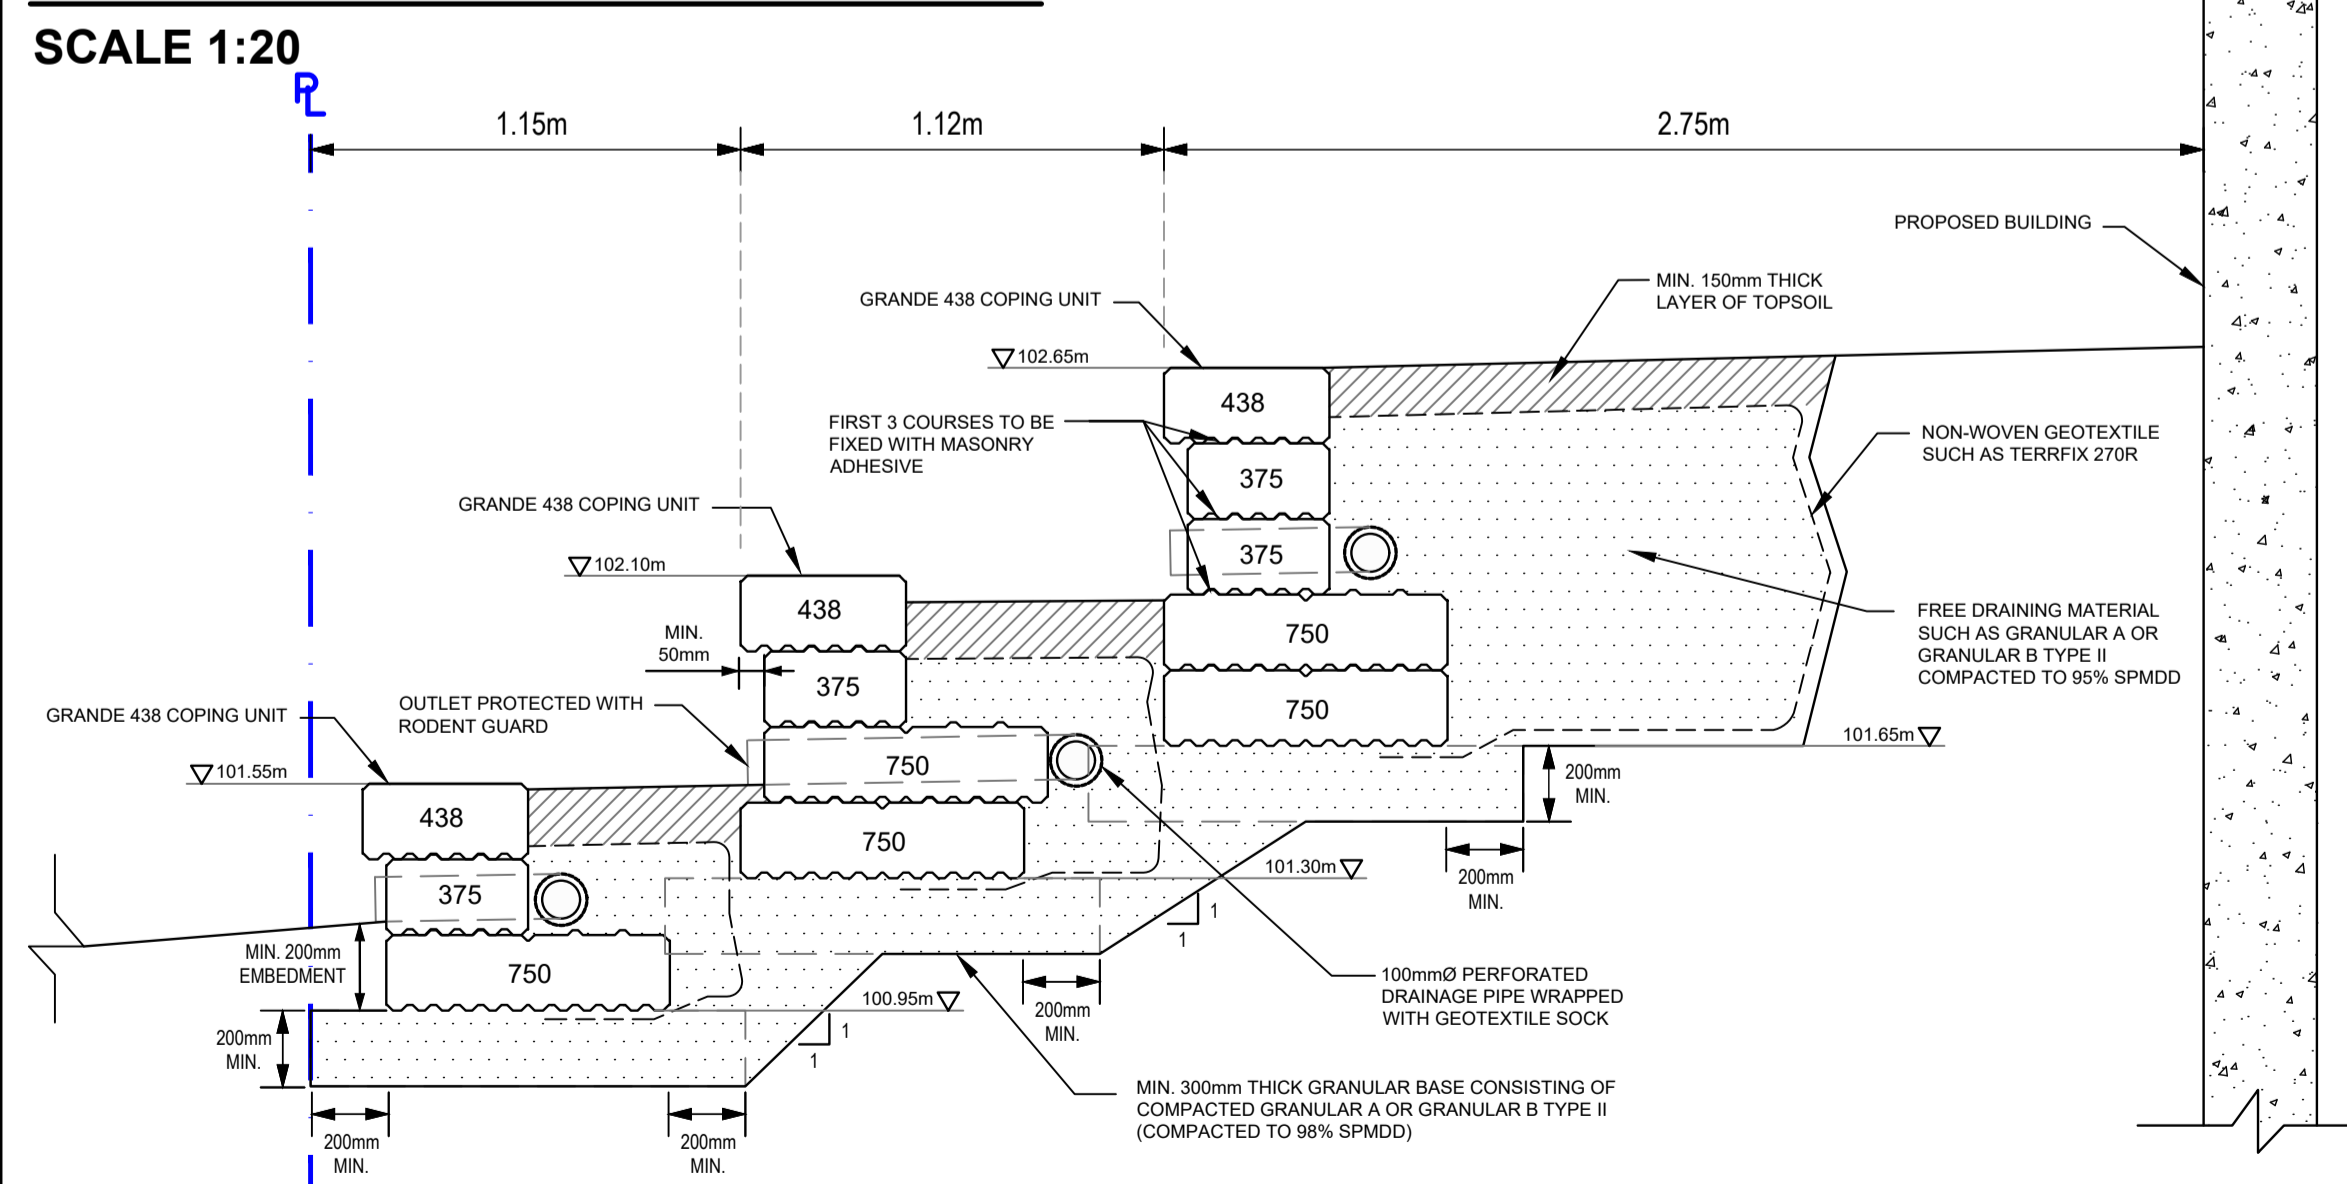 SCALE 1:20
PL
1.15m
1.12m
2.75m
PROPOSED BUILDING
MIN. 150mm THICK
LAYER OF TOPSOIL
GRANDE 438 COPING UNIT
102.65m
438
FIRST 3 COURSES TO BE
FIXED WITH MASONRY
ADHESIVE
375
NON-WOVEN GEOTEXTILE
SUCH AS TERRFIX 270R
375
GRANDE 438 COPING UNIT
102.10m
438
MIN.
50mm
375
750
750
FREE DRAINING MATERIAL
SUCH AS GRANULAR A OR
GRANULAR B TYPE II
COMPACTED TO 95% SPMDD
OUTLET PROTECTED WITH
RODENT GUARD
GRANDE 438 COPING UNIT
101.55m
438
750
750
101.65m
200mm
MIN.
101.30m
200mm
MIN.
375
1
1
MIN. 200mm
EMBEDMENT
750
100.95m
200mm
MIN.
100mmØ PERFORATED
DRAINAGE PIPE WRAPPED
WITH GEOTEXTILE SOCK
200mm
MIN.
1
1
MIN. 300mm THICK GRANULAR BASE CONSISTING OF
COMPACTED GRANULAR A OR GRANULAR B TYPE II
(COMPACTED TO 98% SPMDD)
200mm
MIN.
200mm
MIN.